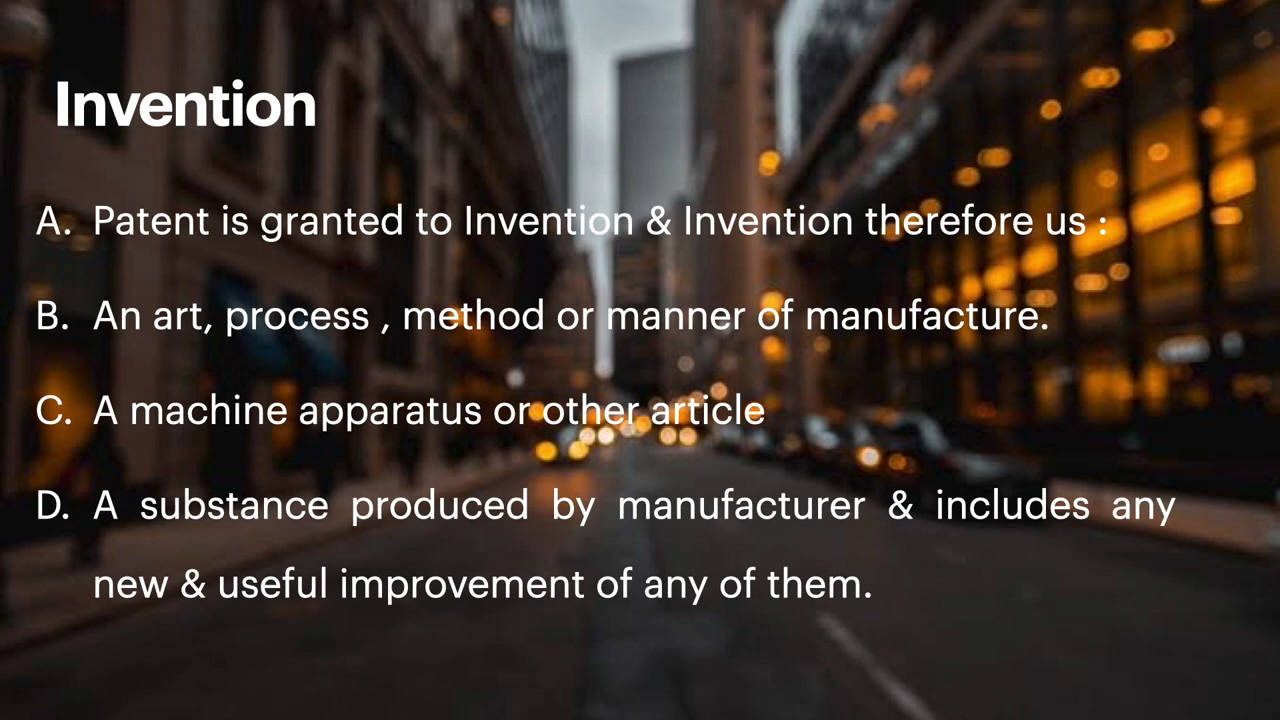 Invention
A. Patent is granted to Invention & Invention therefore us :
B. An art, process , method or manner of manufacture.
C. A machine apparatus or other article
D. A substance produced by manufacturer & includes any
new & useful improvement of any of them.